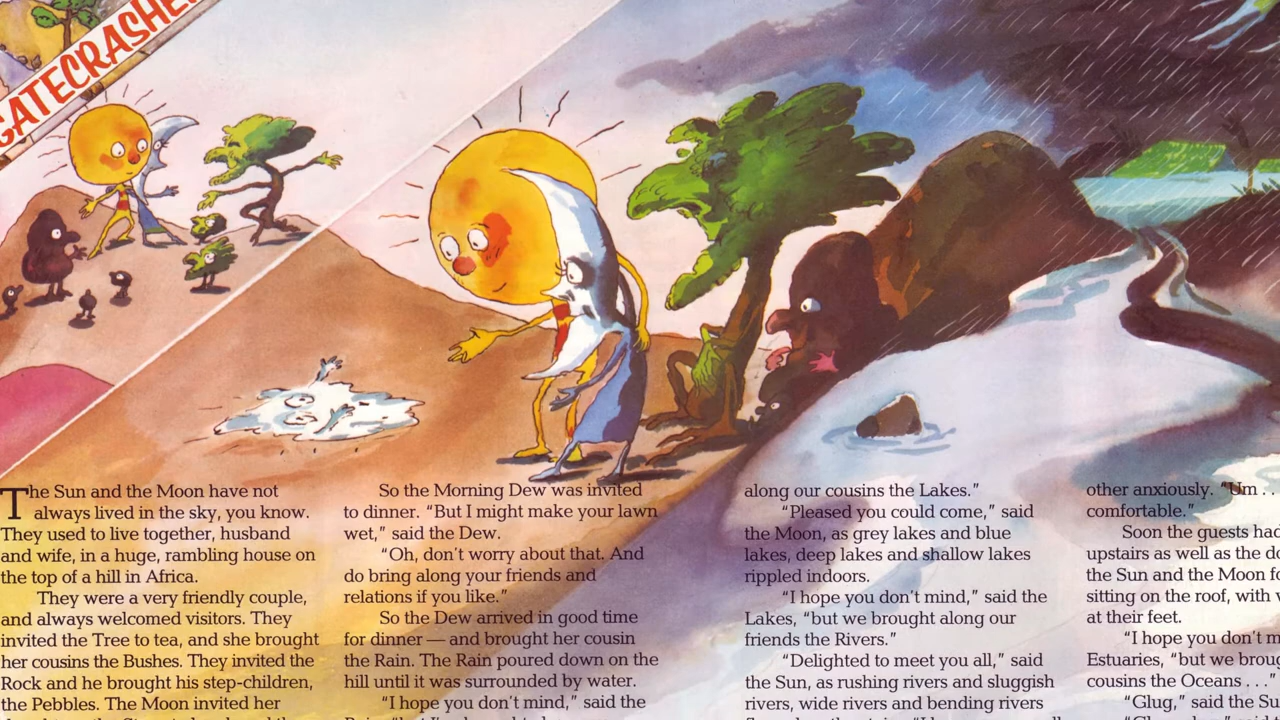 GATECRASHE
The Sun and the Moon have not
always lived in the sky, you know.
They used to live together, husband
and wife, in a huge, rambling house on
the top of a hill in Africa.
They were a very friendly couple,
and always welcomed visitors. They
invited the Tree to tea, and she brought
her cousins the Bushes. They invited the
Rock and he brought his step-children,
the Pebbles. The Moon invited her
So the Morning Dew was invited
to dinner. “But I might make your lawn
wet,” said the Dew.
“Oh, don't worry about that. And
do bring along your friends and
relations if you like.”
So the Dew arrived in good time
for dinner — and brought her cousin
the Rain. The Rain poured down on the
hill until it was surrounded by water.
“I hope you don't mind,” said the
along our cousins the Lakes.”
“Pleased you could come,” said
the Moon, as grey lakes and blue
lakes, deep lakes and shallow lakes
rippled indoors.
“I hope you don't mind,” said the
Lakes, “but we brought along our
friends the Rivers.”
“Delighted to meet you all,” said
the Sun, as rushing rivers and sluggish
rivers, wide rivers and bending rivers
other anxiously. “Um . .
comfortable.”
Soon the guests had
upstairs as well as the do
the Sun and the Moon fo
sitting on the roof, with w
at their feet.
“I hope you don't m
Estuaries, “but we broug
cousins the Oceans . . .”
“Glug,” said the Su